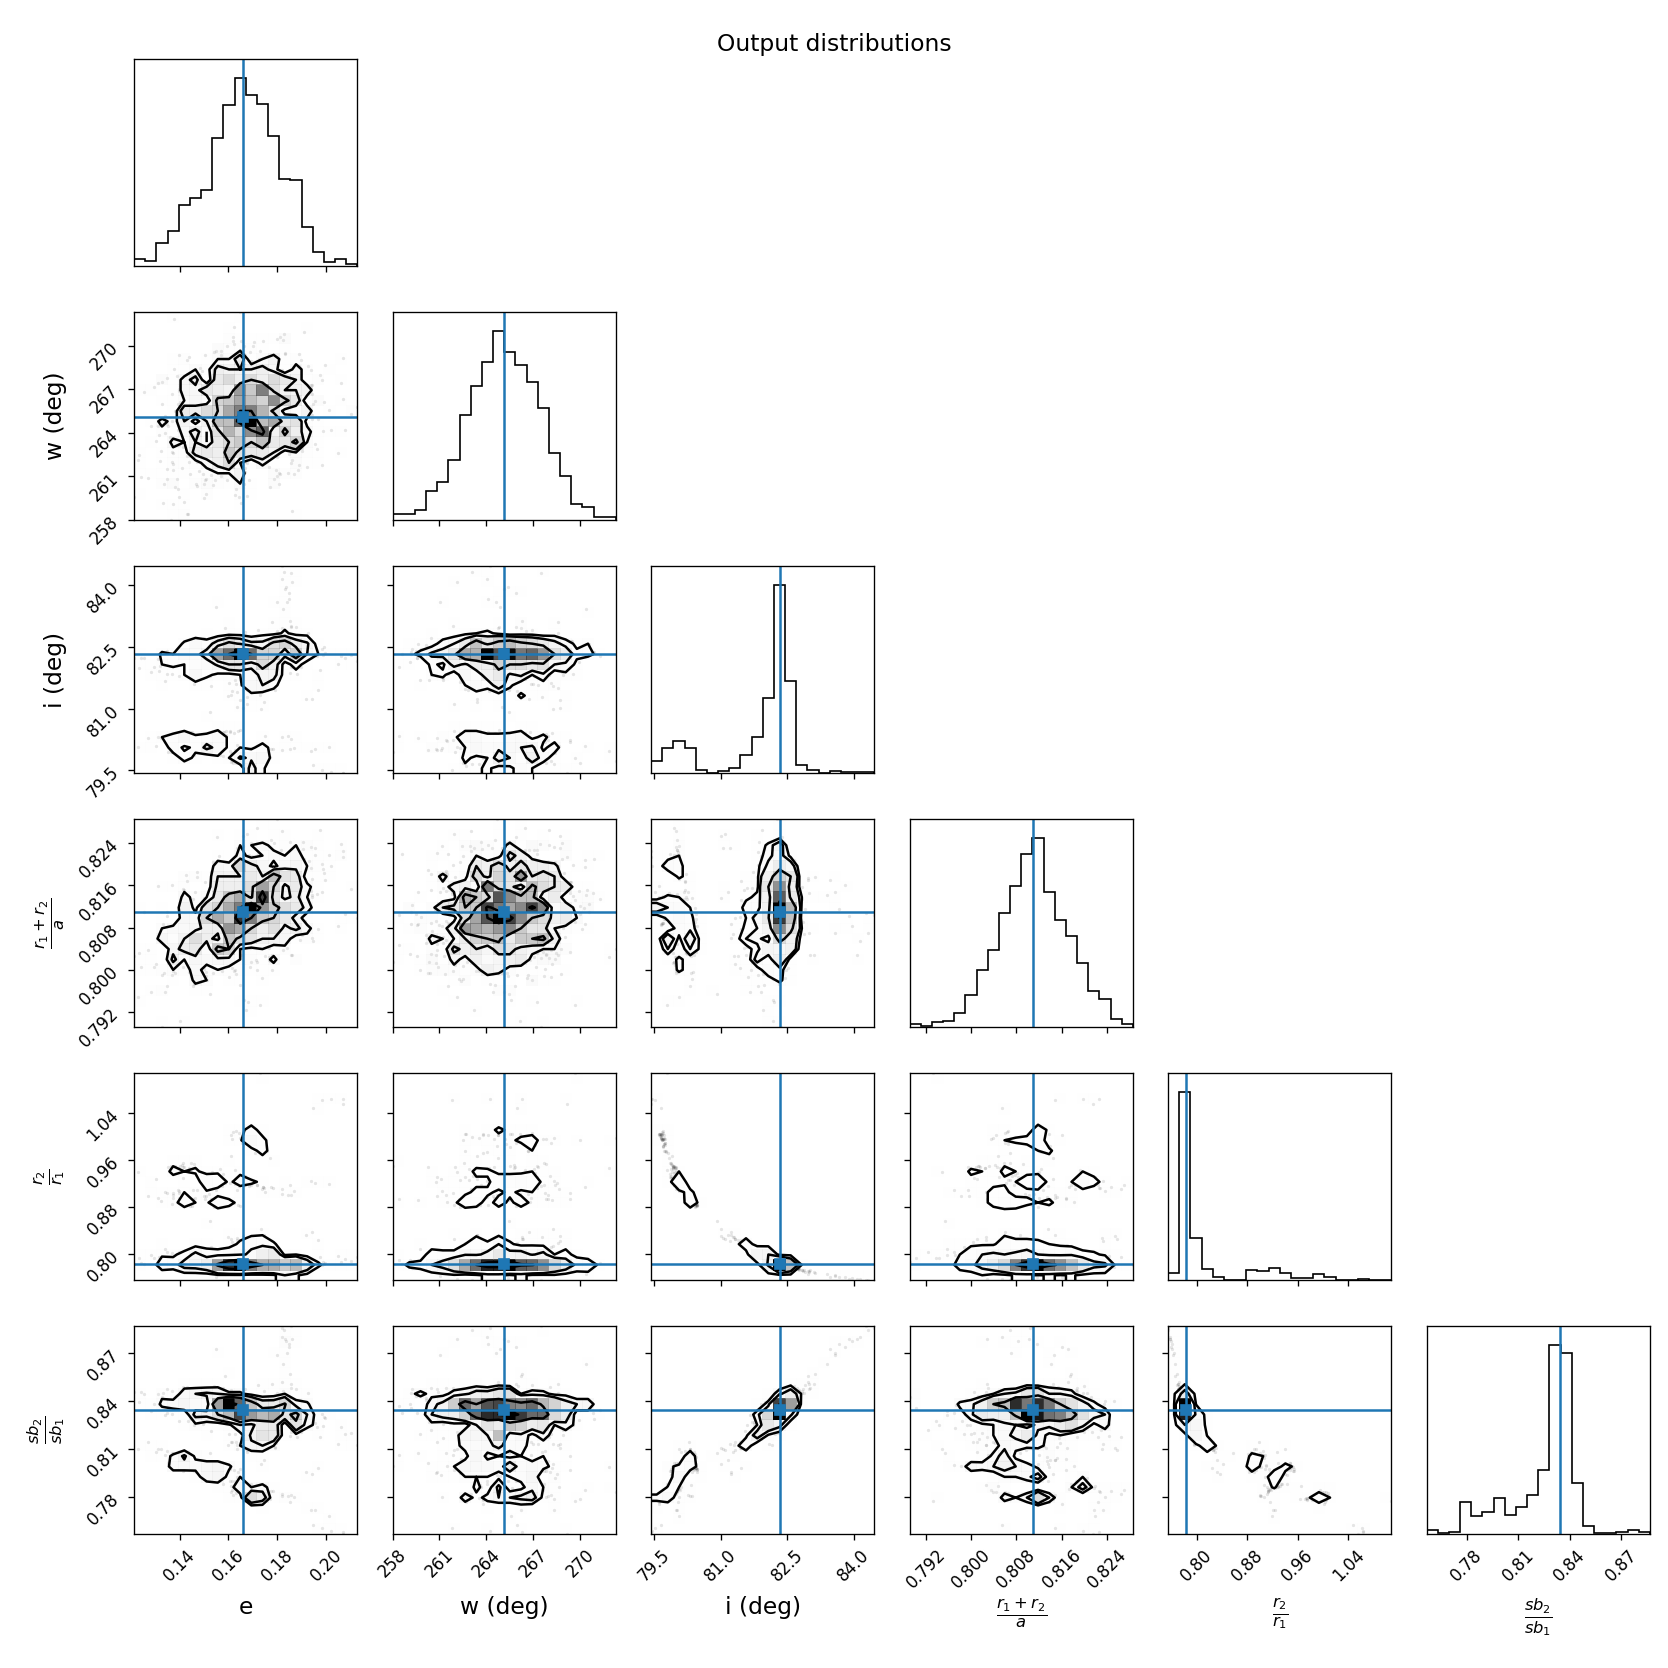 Output distributions
w (deg)
270
267
264
261
258
i (deg)
84.0
82.5
81.0
79.5
r₁ + r₂
a
0.824
0.816
0.808
0.800
0.792
r₂
r₁
1.04
0.96
0.88
0.80
sb₂
sb₁
0.87
0.84
0.81
0.78
0.14 0.16 0.18 0.20 258 261 264 267 270 79.5 81.0 82.5 84.0 0.792 0.800 0.808 0.816 0.824 0.80 0.88 0.96 1.04 0.78 0.81 0.84 0.87
e w (deg) i (deg) r₁ + r₂ r₂ sb₂
a r₁ sb₁